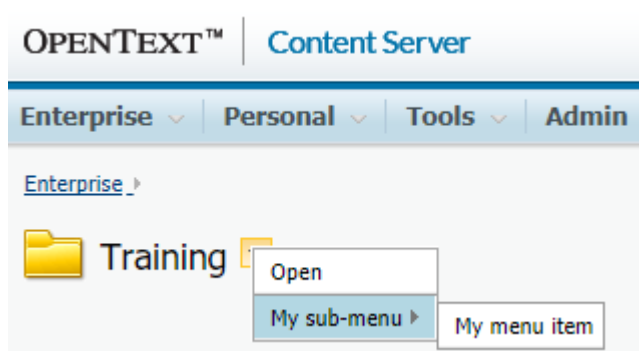 OPENTEXT™ Content Server
Enterprise Personal Tools Admin
Enterprise
Training
Open
My sub-menu My menu item